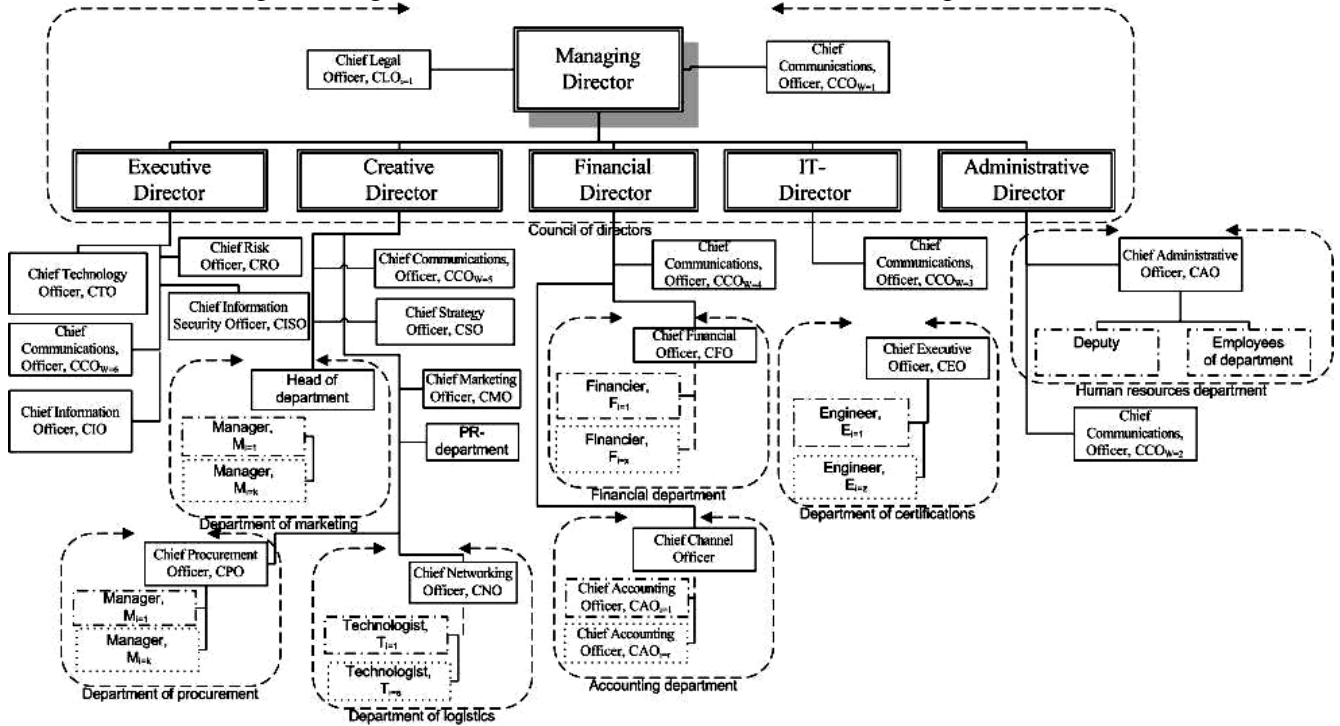 Managing
Director
Chief Legal
Officer, CLOi=1
Chief
Communications,
Officer, CCOW=1
Executive
Director
Creative
Director
Financial
Director
IT-
Director
Administrative
Director
Council of directors
Chief Risk
Officer, CRO
Chief Technology
Officer, CTO
Chief Information
Security Officer, CISO
Chief
Communications,
Officer, CCOW=6
Chief Information
Officer, CIO
Chief Communications,
Officer, CCOW=5
Chief Strategy
Officer, CSO
Chief
Communications,
Officer, CCOW=4
Chief
Communications,
Officer, CCOW=3
Chief Administrative
Officer, CAO
Deputy
Employees
of department
Human resources department
Chief
Communications,
Officer, CCOW=2
Head of
department
Manager,
Mi=1
Manager,
Mi=k
Department of marketing
Chief Marketing
Officer, CMO
PR-
department
Chief Financial
Officer, CFO
Financier,
Fi=1
Financier,
Fi=x
Financial department
Chief Executive
Officer, CEO
Engineer,
Ei=1
Engineer,
Ei=z
Department of certifications
Chief Procurement
Officer, CPO
Manager,
Mi=1
Manager,
Mi=k
Department of procurement
Chief Networking
Officer, CNO
Technologist,
Ti=1
Technologist,
Ti=s
Department of logistics
Chief Channel
Officer
Chief Accounting
Officer, CAOi=1
Chief Accounting
Officer, CAOi=r
Accounting department